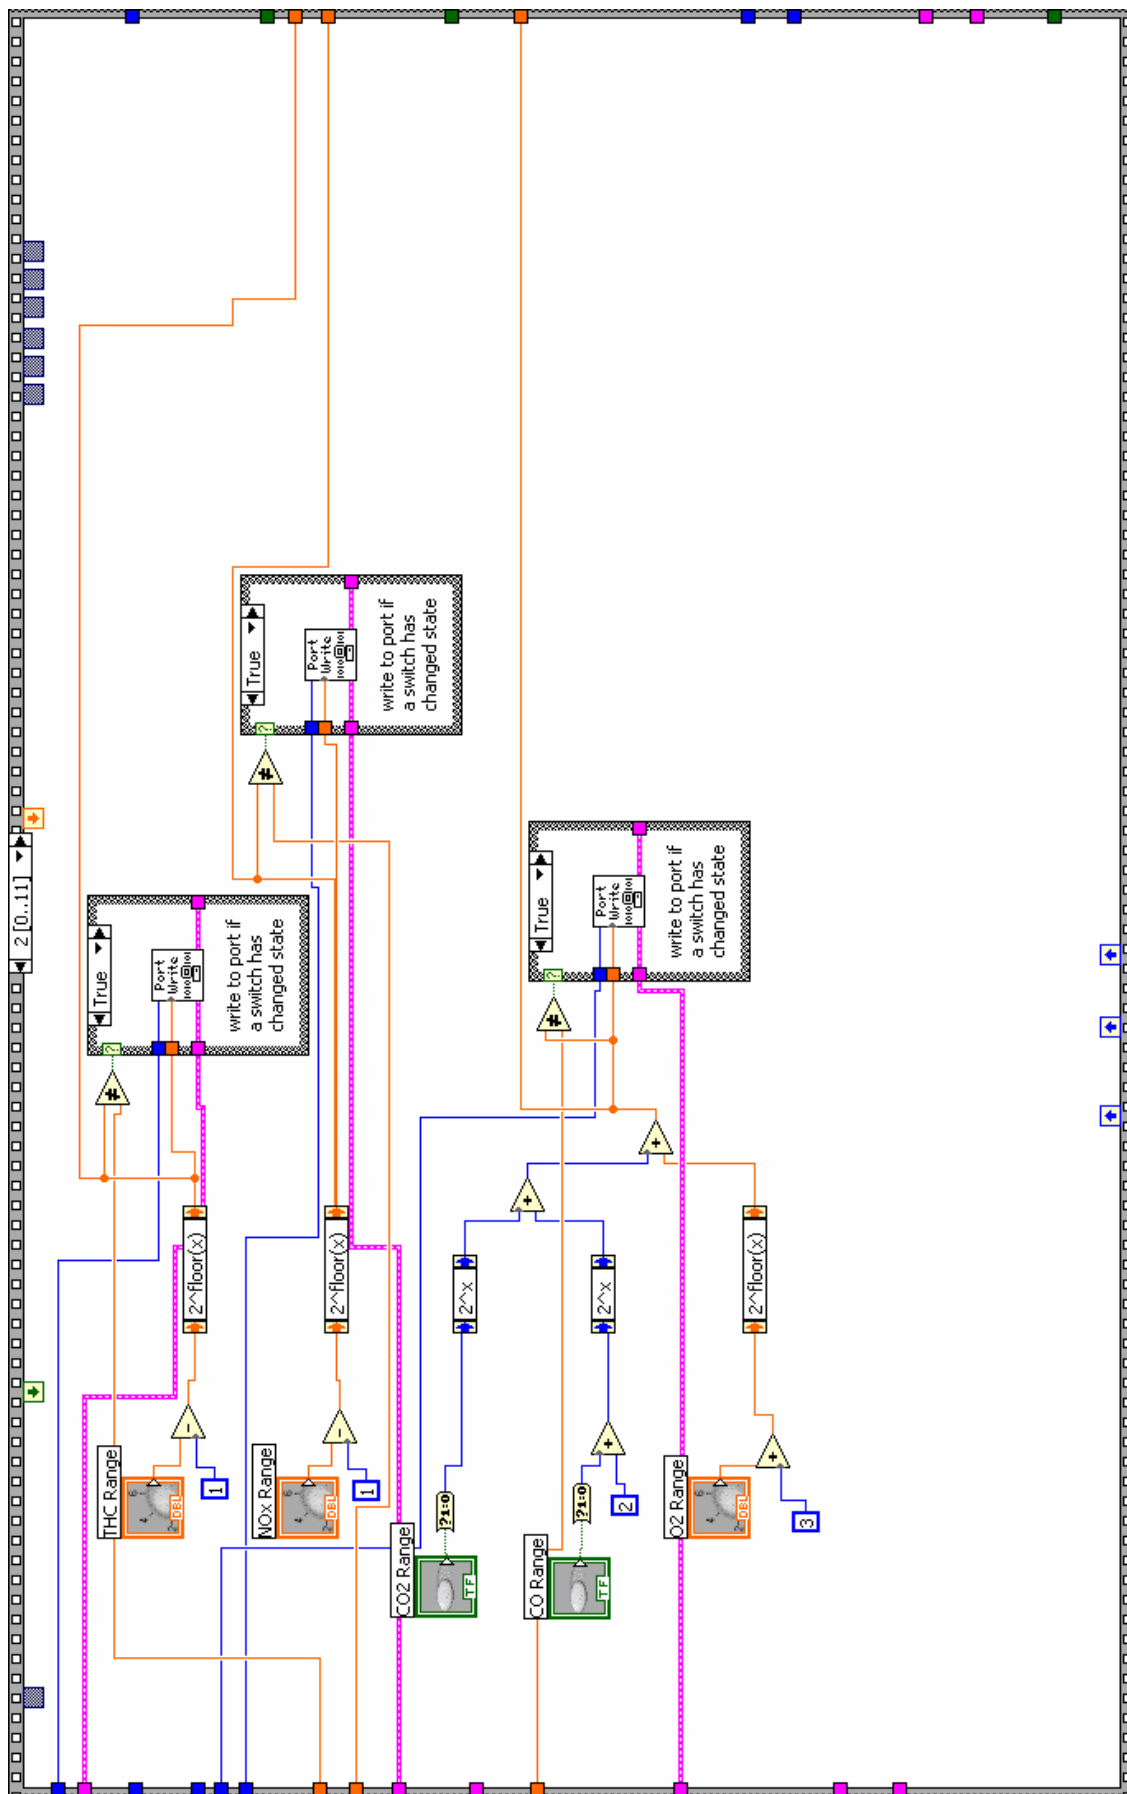 2 [0..11]
True
Port
Write
write to port if
a switch has
changed state
THC Range
DBL
1
2^floor(x)
True
Port
Write
write to port if
a switch has
changed state
NOx Range
DBL
1
2^floor(x)
CO2 Range
TF
?1:0
2^x
CO Range
TF
?1:0
2
2^x
True
Port
Write
write to port if
a switch has
changed state
O2 Range
DBL
3
2^floor(x)